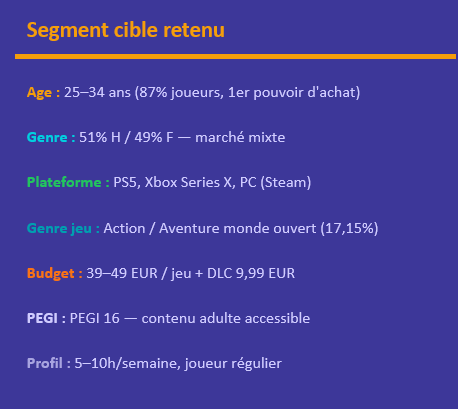 Segment cible retenu
Age : 25–34 ans (87% joueurs, 1er pouvoir d'achat)
Genre : 51% H / 49% F — marché mixte
Plateforme : PS5, Xbox Series X, PC (Steam)
Genre jeu : Action / Aventure monde ouvert (17,15%)
Budget : 39–49 EUR / jeu + DLC 9,99 EUR
PEGI : PEGI 16 — contenu adulte accessible
Profil : 5–10h/semaine, joueur régulier